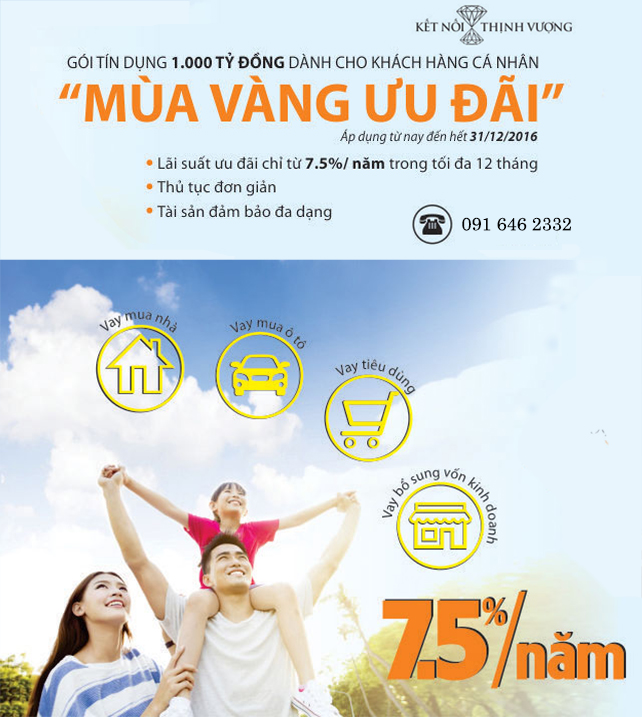 KẾT NỐI THỊNH VƯỢNG
GÓI TÍN DỤNG 1.000 TỶ ĐỒNG DÀNH CHO KHÁCH HÀNG CÁ NHÂN
“MÙA VÀNG ƯU ĐÃI”
Áp dụng từ nay đến hết 31/12/2016
• Lãi suất ưu đãi chỉ từ 7.5%/ năm trong tối đa 12 tháng
• Thủ tục đơn giản
• Tài sản đảm bảo đa dạng
091 646 2332
Vay mua nhà
Vay mua ô tô
Vay tiêu dùng
Vay bổ sung vốn kinh doanh
7.5%/năm